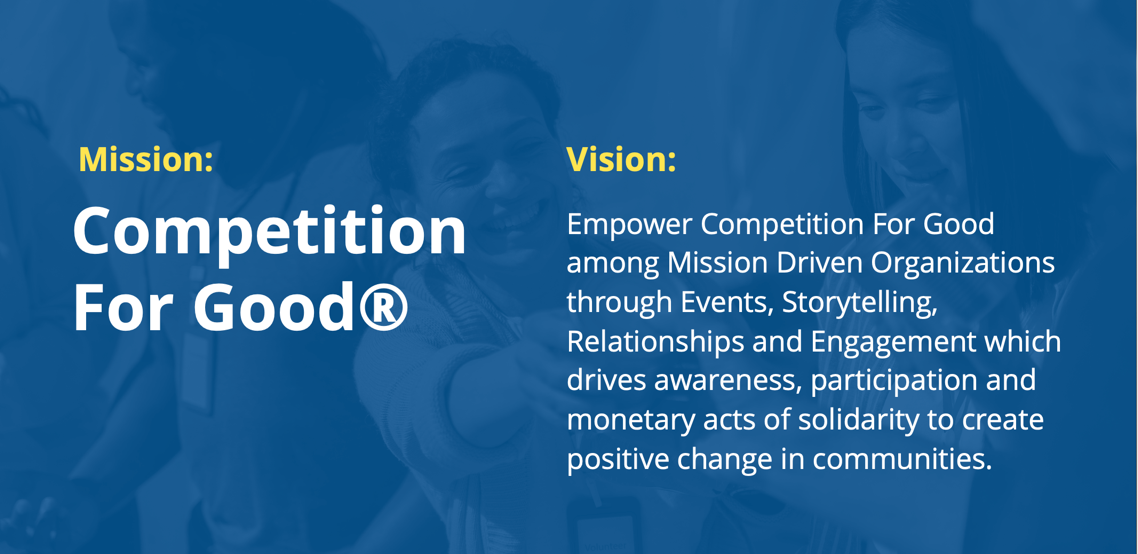 Mission:
Competition
For Good®
Vision:
Empower Competition For Good
among Mission Driven Organizations
through Events, Storytelling,
Relationships and Engagement which
drives awareness, participation and
monetary acts of solidarity to create
positive change in communities.